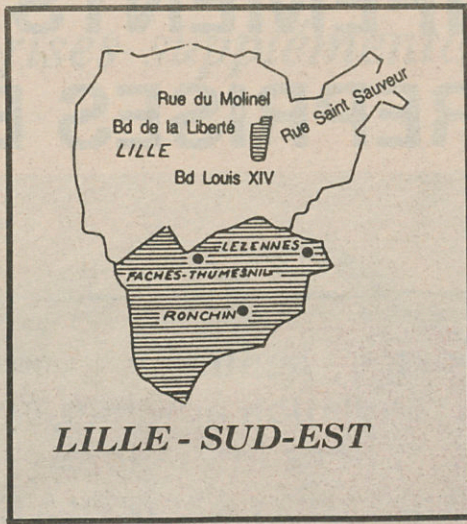 Rue du Molinel
Rue Saint Sauveur
Bd de la Liberté
LILLE
Bd Louis XIV
LEZENNES
FACHES-THUMESNIL
RONCHIN
LILLE - SUD-EST